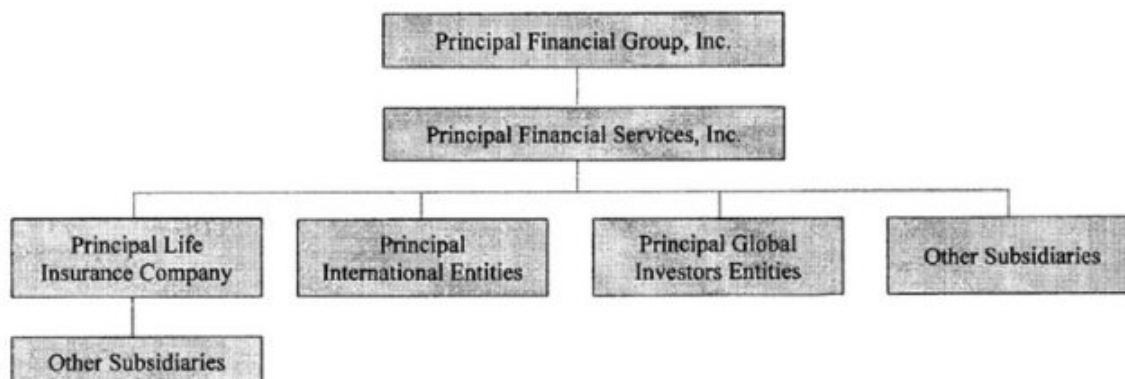 Principal Financial Group, Inc.
Principal Financial Services, Inc.
Principal Life
Insurance Company
Principal
International Entities
Principal Global
Investors Entities
Other Subsidiaries
Other Subsidiaries